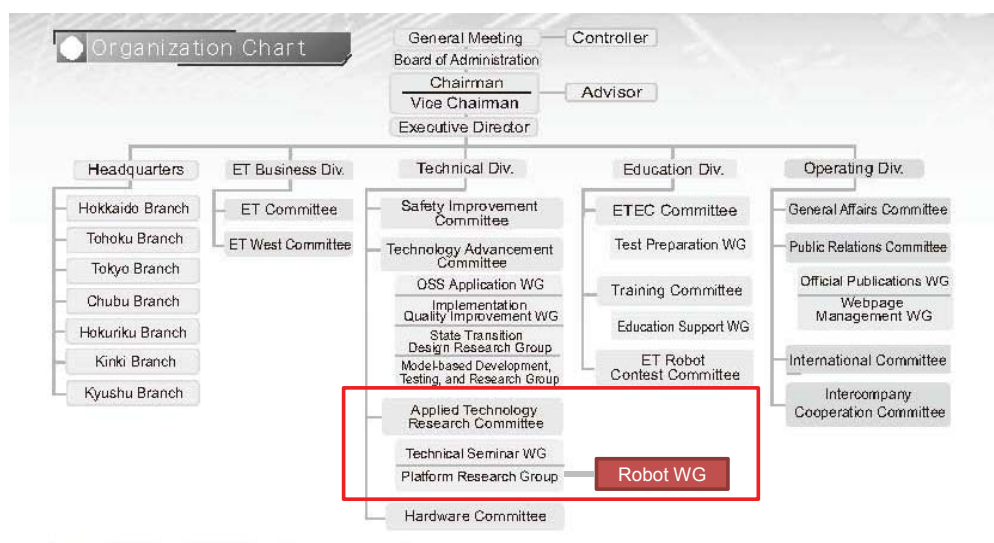 Organization Chart
General Meeting
Controller
Board of Administration
Chairman
Vice Chairman
Advisor
Executive Director
Headquarters
Hokkaido Branch
Tohoku Branch
Tokyo Branch
Chubu Branch
Hokuriku Branch
Kinki Branch
Kyushu Branch
ET Business Div.
ET Committee
ET West Committee
Technical Div.
Safety Improvement
Committee
Technology Advancement
Committee
OSS Application WG
Implementation
Quality Improvement WG
State Transition
Design Research Group
Model-based Development,
Testing, and Research Group
Applied Technology
Research Committee
Technical Seminar WG
Platform Research Group
Robot WG
Hardware Committee
Education Div.
ETEC Committee
Test Preparation WG
Training Committee
Education Support WG
ET Robot
Contest Committee
Operating Div.
General Affairs Committee
Public Relations Committee
Official Publications WG
Webpage
Management WG
International Committee
Intercompany
Cooperation Committee